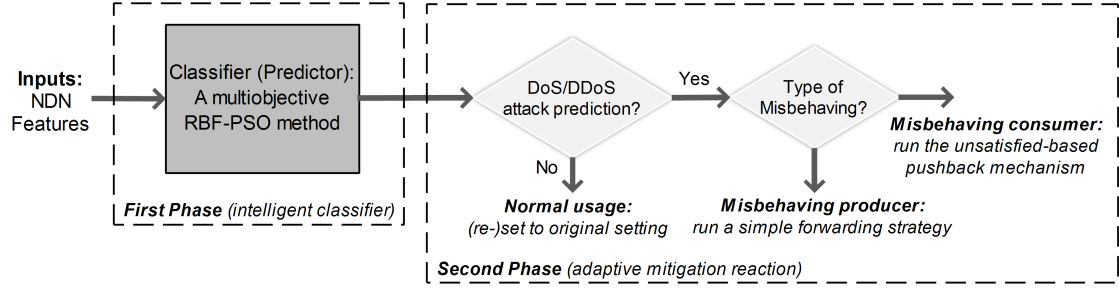 Inputs:
NDN
Features
Classifier (Predictor):
A multiobjective
RBF-PSO method
First Phase (intelligent classifier)
DoS/DDoS
attack prediction?
Yes
No
Type of
Misbehaving?
Misbehaving consumer:
run the unsatisfied-based
pushback mechanism
Normal usage:
(re-)set to original setting
Misbehaving producer:
run a simple forwarding strategy
Second Phase (adaptive mitigation reaction)